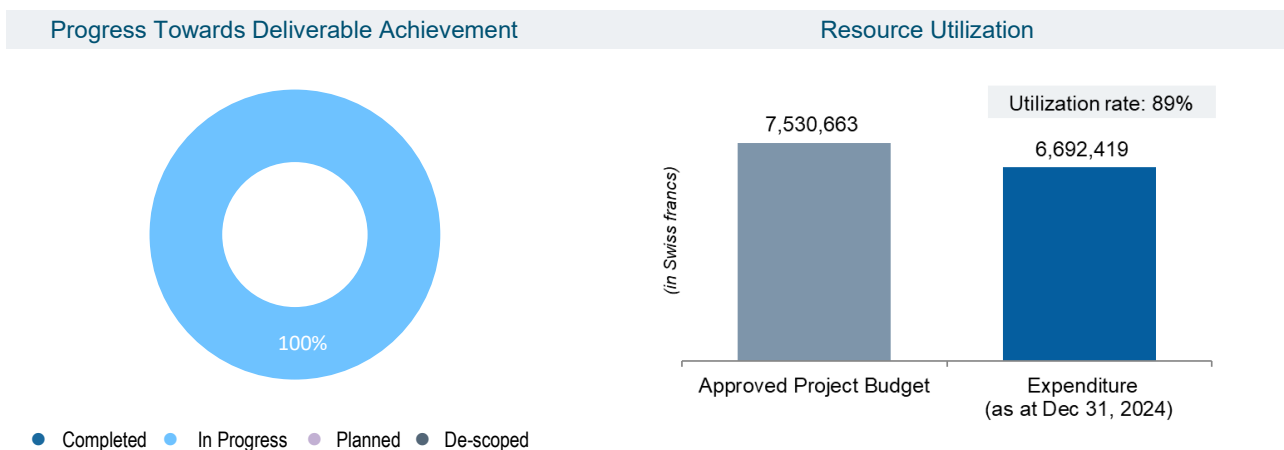 Progress Towards Deliverable Achievement
Resource Utilization
100%
Completed
In Progress
Planned
De-scoped
Utilization rate: 89%
(in Swiss francs)
7,530,663
6,692,419
Approved Project Budget
Expenditure
(as at Dec 31, 2024)